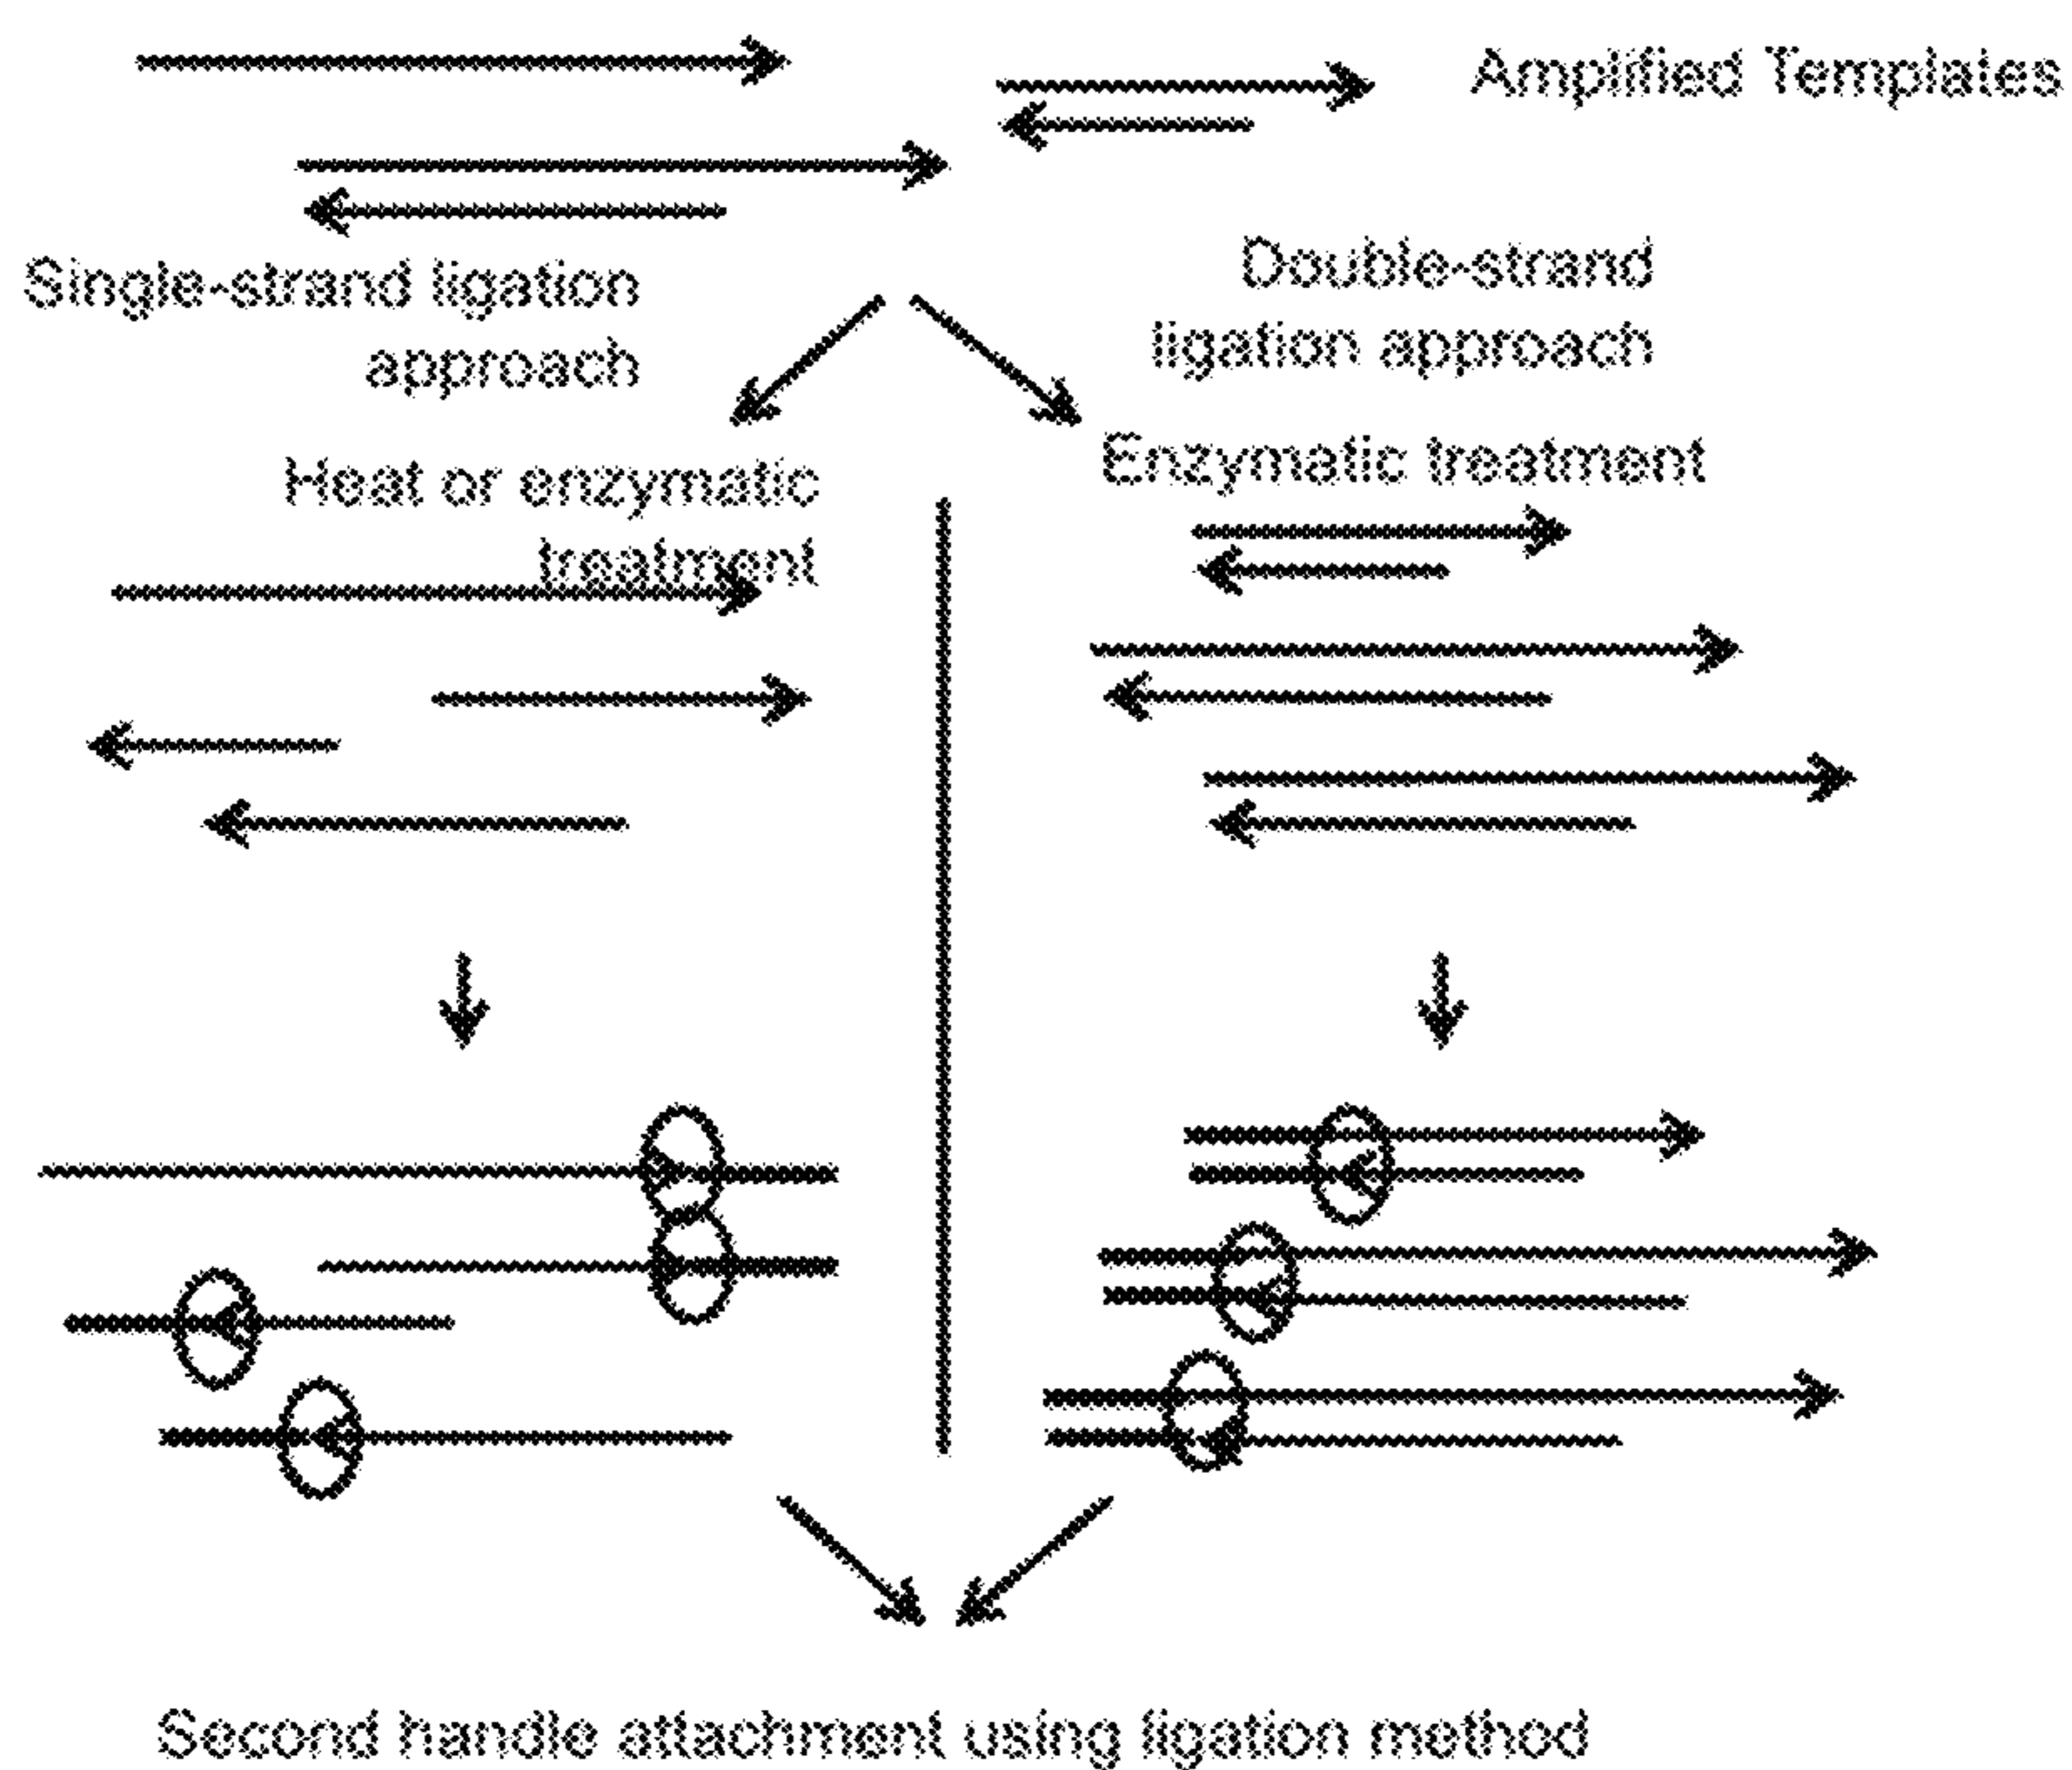 Amplified Templates
Single-strand ligation
approach
Double-strand
ligation approach
Heat or enzymatic
treatment
Enzymatic treatment
Second handle attachment using ligation method